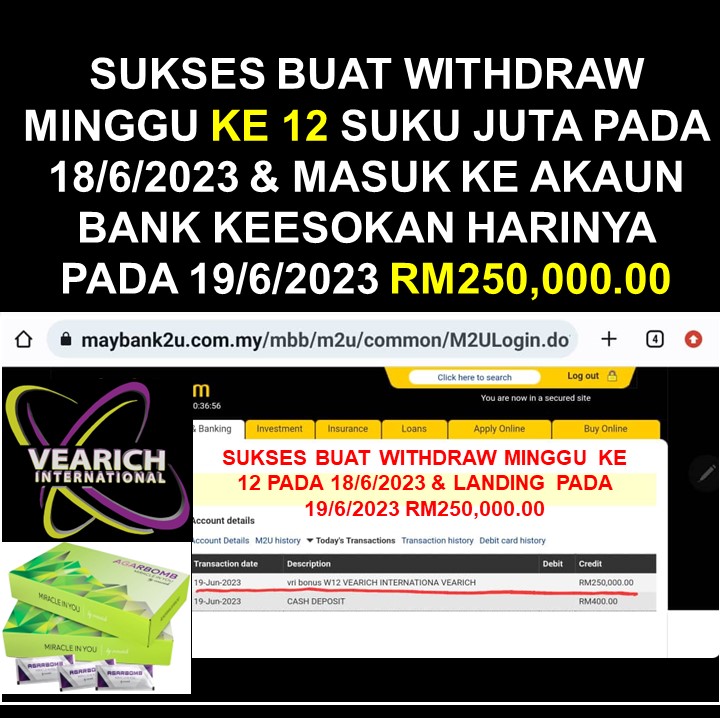 SUKSES BUAT WITHDRAW
MINGGU KE 12 SUKU JUTA PADA
18/6/2023 & MASUK KE AKAUN
BANK KEESOKAN HARINYA
PADA 19/6/2023 RM250,000.00
maybank2u.com.my/mbb/m2u/common/M2ULogin.do
4
Click here to search
Log out
m
0:36:56
You are now in a secured site
& Banking Investment Insurance Loans Apply Online Buy Online
VEARICH
INTERNATIONAL
SUKSES BUAT WITHDRAW MINGGU KE
12 PADA 18/6/2023 & LANDING PADA
19/6/2023 RM250,000.00
Account details
Account Details M2U history Today's Transactions Transaction history Debit card history
Transaction date Description Debit Credit
19-Jun-2023 vri bonus W12 VEARICH INTERNATIONA VEARICH RM250,000.00
19-Jun-2023 CASH DEPOSIT RM400.00
AGARBOMB
MIRACLE IN YOU
MIRACLE IN YOU
MIRACLE IN YOU
AGARBOMB
AGARBOMB
AGARBOMB